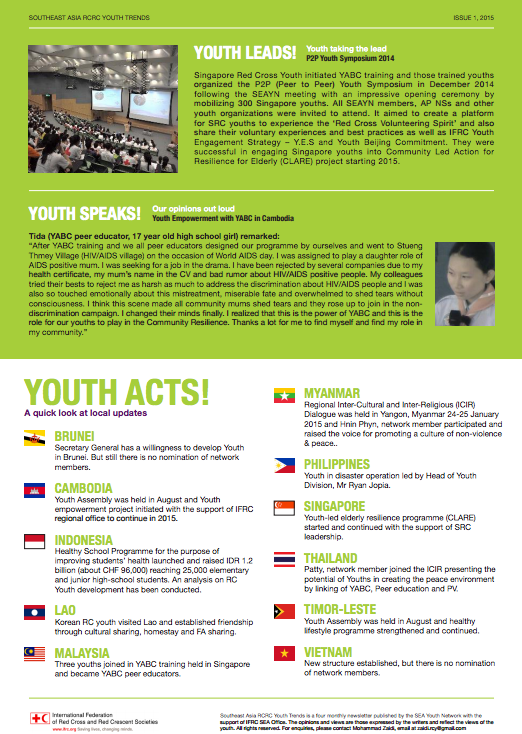 SOUTHEAST ASIA RCRC YOUTH TRENDS
ISSUE 1, 2015
YOUTH LEADS!
Youth taking the lead
P2P Youth Symposium 2014
Singapore Red Cross Youth initiated YABC training and those trained youths
organized the P2P (Peer to Peer) Youth Symposium in December 2014
following the SEAYN meeting with an impressive opening ceremony by
mobilizing 300 Singapore youths. All SEAYN members, AP NSs and other
youth organizations were invited to attend. It aimed to create a platform
for SRC youths to experience the 'Red Cross Volunteering Spirit' and also
share their voluntary experiences and best practices as well as IFRC Youth
Engagement Strategy – Y.E.S and Youth Beijing Commitment. They were
successful in engaging Singapore youths into Community Led Action for
Resilience for Elderly (CLARE) project starting 2015.
YOUTH SPEAKS!
Our opinions out loud
Youth Empowerment with YABC in Cambodia
Tida (YABC peer educator, 17 year old high school girl) remarked:
"After YABC training and we all peer educators designed our programme by ourselves and went to Stueng
Thmey Village (HIV/AIDS village) on the occasion of World AIDS day. I was assigned to play a daughter role of
AIDS positive mum. I was seeking for a job in the drama. I have been rejected by several companies due to my
health certificate, my mum's name in the CV and bad rumor about HIV/AIDS positive people. My colleagues
tried their bests to reject me as harsh as much to address the discrimination about HIV/AIDS people and I was
also so touched emotionally about this mistreatment, miserable fate and overwhelmed to shed tears without
consciousness. I think this scene made all community mums shed tears and they rose up to join in the non-
discrimination campaign. I changed their minds finally. I realized that this is the power of YABC and this is the
role for our youths to play in the Community Resilience. Thanks a lot for me to find myself and find my role in
my community."
YOUTH ACTS!
A quick look at local updates
BRUNEI
Secretary General has a willingness to develop Youth
in Brunei. But still there is no nomination of network
members.
CAMBODIA
Youth Assembly was held in August and Youth
empowerment project initiated with the support of IFRC
regional office to continue in 2015.
INDONESIA
Healthy School Programme for the purpose of
improving students' health launched and raised IDR 1.2
billion (about CHF 96,000) reaching 25,000 elementary
and junior high-school students. An analysis on RC
Youth development has been conducted.
LAO
Korean RC youth visited Lao and established friendship
through cultural sharing, homestay and FA sharing.
MALAYSIA
Three youths joined in YABC training held in Singapore
and became YABC peer educators.
MYANMAR
Regional Inter-Cultural and Inter-Religious (ICIR)
Dialogue was held in Yangon, Myanmar 24-25 January
2015 and Hnin Phyn, network member participated and
raised the voice for promoting a culture of non-violence
& peace..
PHILIPPINES
Youth in disaster operation led by Head of Youth
Division, Mr Ryan Jopia.
SINGAPORE
Youth-led elderly resilience programme (CLARE)
started and continued with the support of SRC
leadership.
THAILAND
Patty, network member joined the ICIR presenting the
potential of Youths in creating the peace environment
by linking of YABC, Peer education and PV.
TIMOR-LESTE
Youth Assembly was held in August and healthy
lifestyle programme strengthened and continued.
VIETNAM
New structure established, but there is no nomination
of network members.
International Federation
of Red Cross and Red Crescent Societies
www.ifrc.org Saving lives, changing minds.
Southeast Asia RCRC Youth Trends is a four monthly newsletter published by the SEA Youth Network with the
support of IFRC SEA Office. The opinions and views are those expressed by the writers and reflect the views of the
youth. All rights reserved. For enquiries, please contact Mohammad Zaidi, email at zaidi.ircy@gmail.com